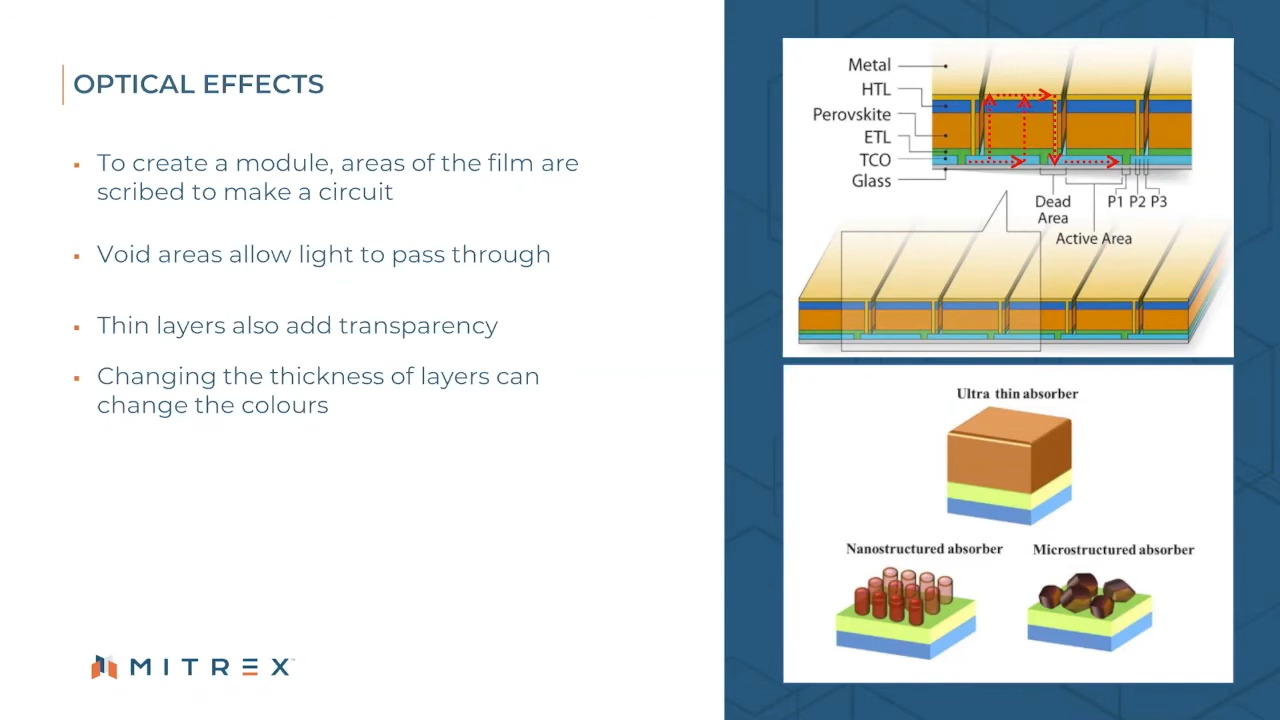 OPTICAL EFFECTS
▪ To create a module, areas of the film are
scribed to make a circuit
▪ Void areas allow light to pass through
▪ Thin layers also add transparency
▪ Changing the thickness of layers can
change the colours
MITREX™
Metal
HTL
Perovskite
ETL
TCO
Glass
Dead
Area
P1 P2 P3
Active Area
Ultra thin absorber
Nanostructured absorber
Microstructured absorber